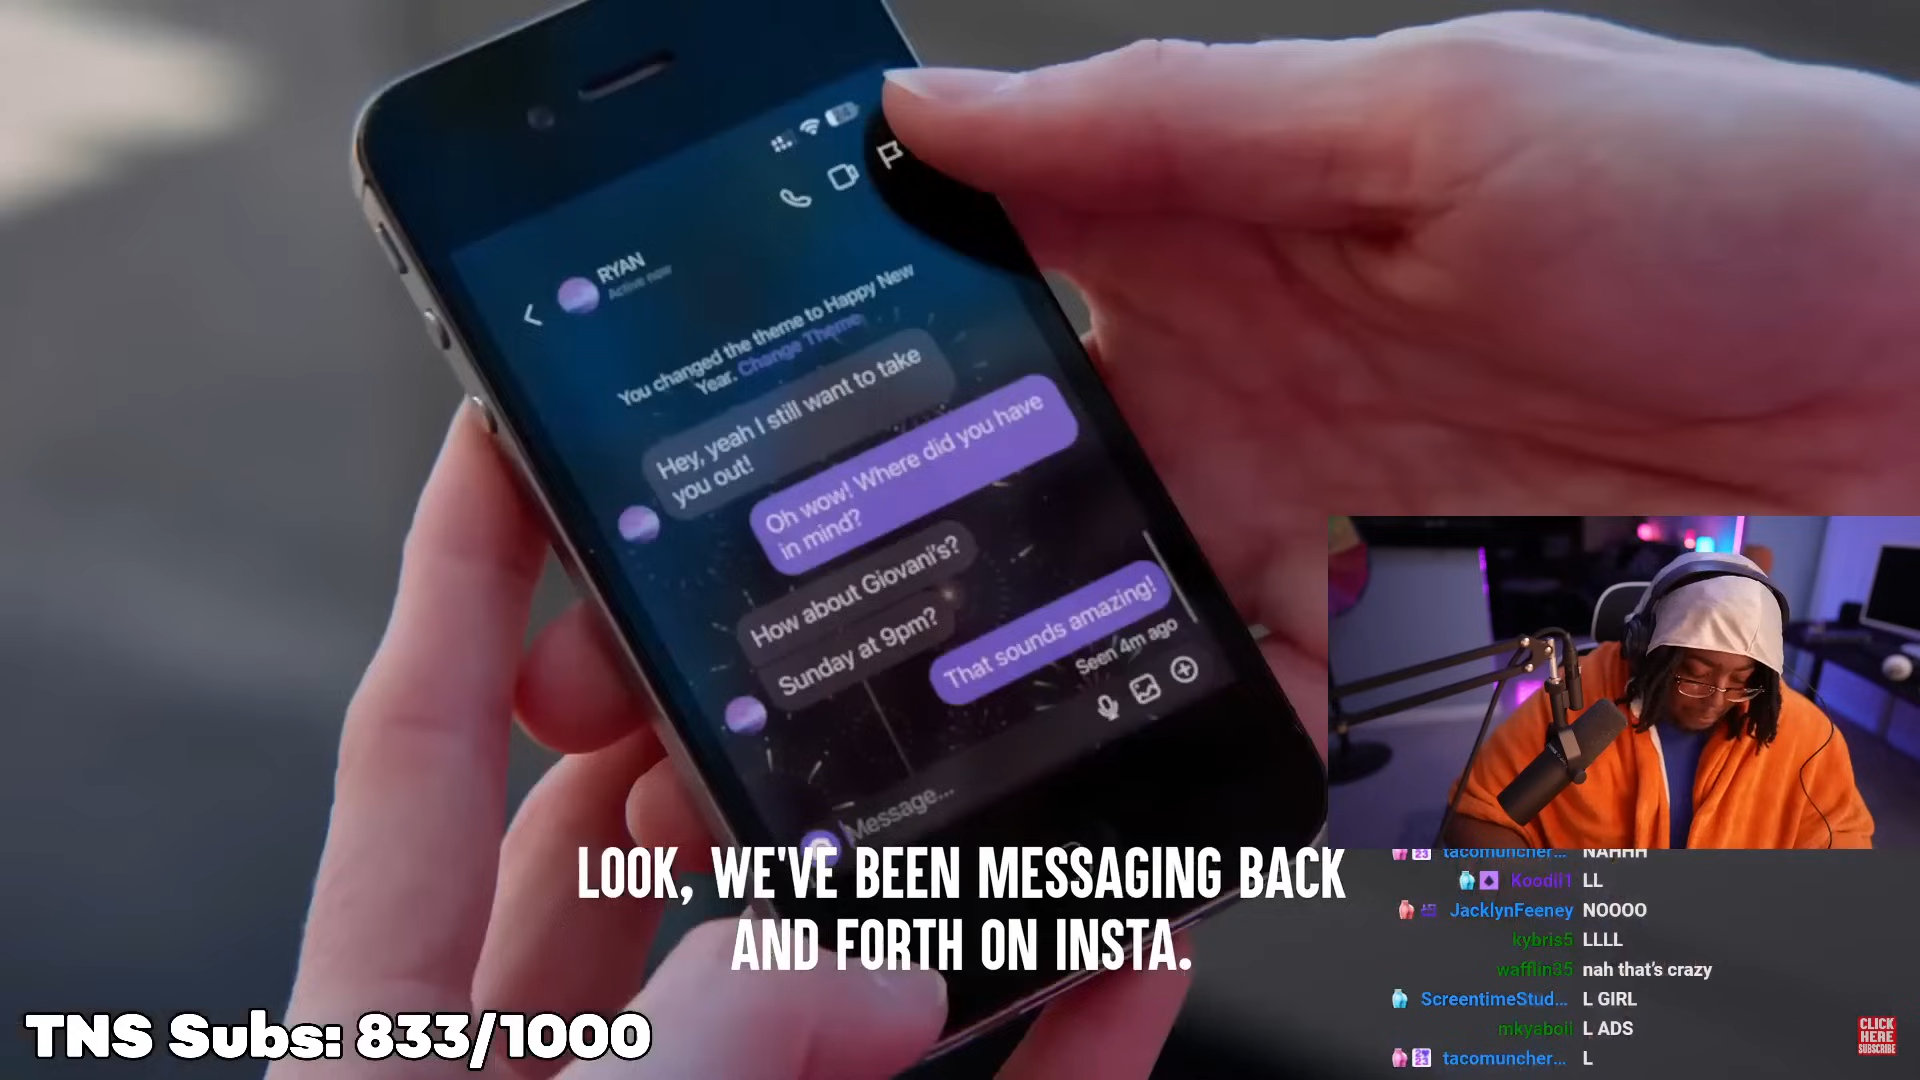 RYAN
Active now
You changed the theme to Happy New
Year. Change Theme
Hey, yeah I still want to take
you out!
Oh wow! Where did you have
in mind?
How about Giovani's?
Sunday at 9pm?
That sounds amazing!
Seen 4m ago
Message...
LOOK, WE'VE BEEN MESSAGING BACK
AND FORTH ON INSTA.
TNS Subs: 833/1000
tacomuncher... NAHHH
Koodii1 LL
JacklynFeeney NOOOO
kybris5 LLLL
wafflin35 nah that's crazy
ScreentimeStud... L GIRL
mkyaboii L ADS
tacomuncher... L
CLICK
HERE
SUBSCRIBE